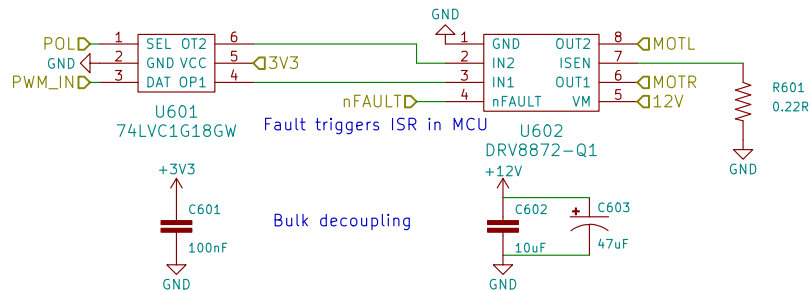 GND
POL 1 SEL OT2 6
GND 2 GND VCC 5 3V3
PWM_IN 3 DAT OP1 4
U601
74LVC1G18GW
1 GND OUT2 8 MOTL
2 IN2 ISEN 7
3 IN1 OUT1 6 MOTR
nFAULT 4 nFAULT VM 5 12V
U602
DRV8872-Q1
R601
0.22R
GND
Fault triggers ISR in MCU
+3V3
C601
100nF
GND
Bulk decoupling
+12V
C602
10uF
C603
47uF
GND